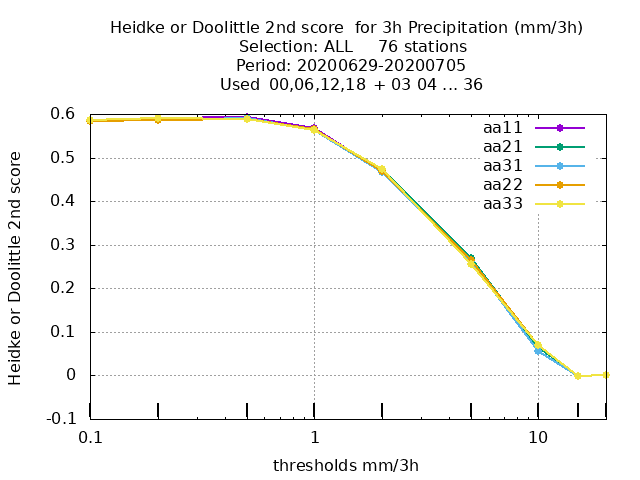 Heidke or Doolittle 2nd score  for 3h Precipitation (mm/3h)
Selection: ALL     76 stations
Period: 20200629-20200705
Used  00,06,12,18  + 03 04 ... 36
aa11
aa21
aa31
aa22
aa33
Heidke or Doolittle 2nd score
0.6
0.5
0.4
0.3
0.2
0.1
0
-0.1
0.1 1 10
thresholds mm/3h